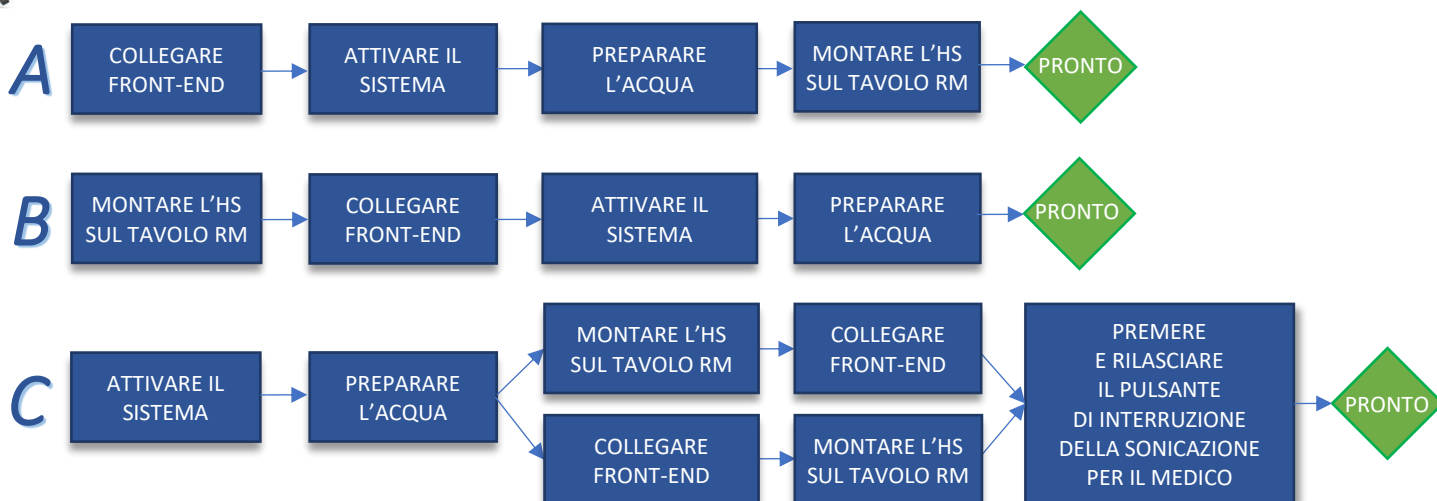 A
COLLEGARE
FRONT-END
ATTIVARE IL
SISTEMA
PREPARARE
L'ACQUA
MONTARE L'HS
SUL TAVOLO RM
PRONTO
B
MONTARE L'HS
SUL TAVOLO RM
COLLEGARE
FRONT-END
ATTIVARE IL
SISTEMA
PREPARARE
L'ACQUA
PRONTO
C
ATTIVARE IL
SISTEMA
PREPARARE
L'ACQUA
MONTARE L'HS
SUL TAVOLO RM
COLLEGARE
FRONT-END
COLLEGARE
FRONT-END
MONTARE L'HS
SUL TAVOLO RM
PREMERE
E RILASCIARE
IL PULSANTE
DI INTERRUZIONE
DELLA SONICAZIONE
PER IL MEDICO
PRONTO